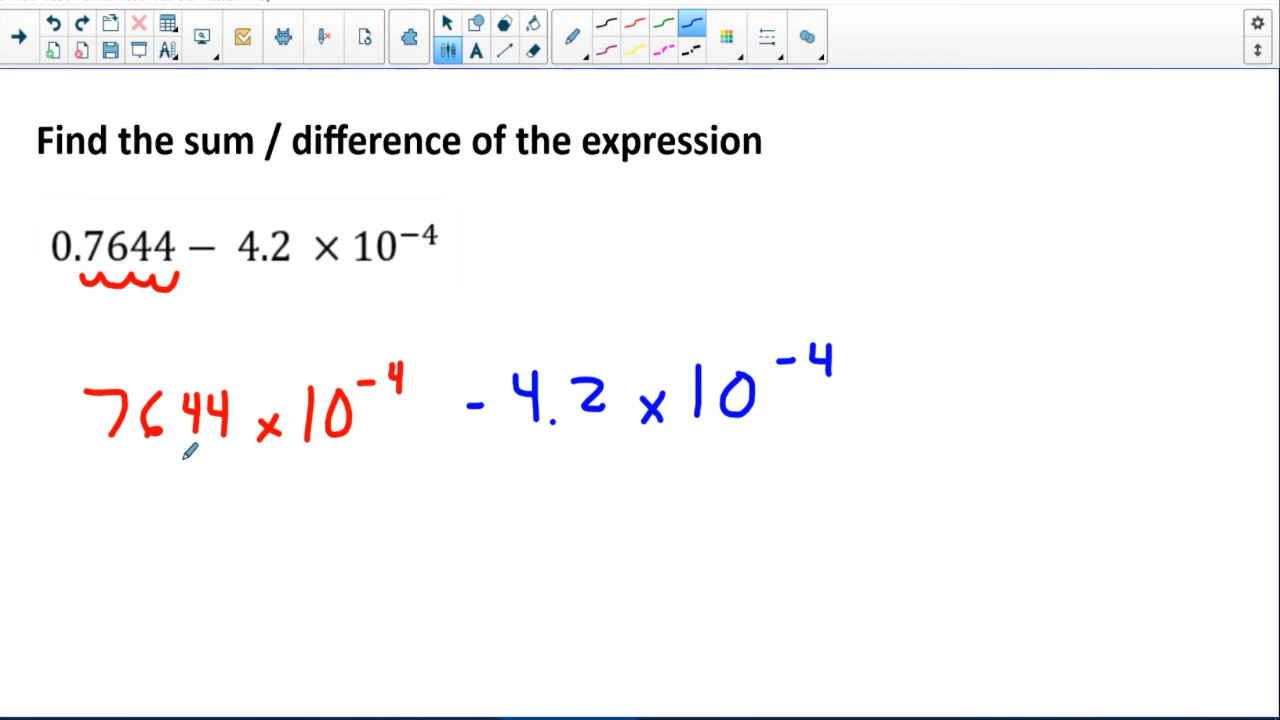 Find the sum / difference of the expression
0.7644 − 4.2 × 10⁻⁴
7644 × 10⁻⁴ - 4.2 × 10⁻⁴